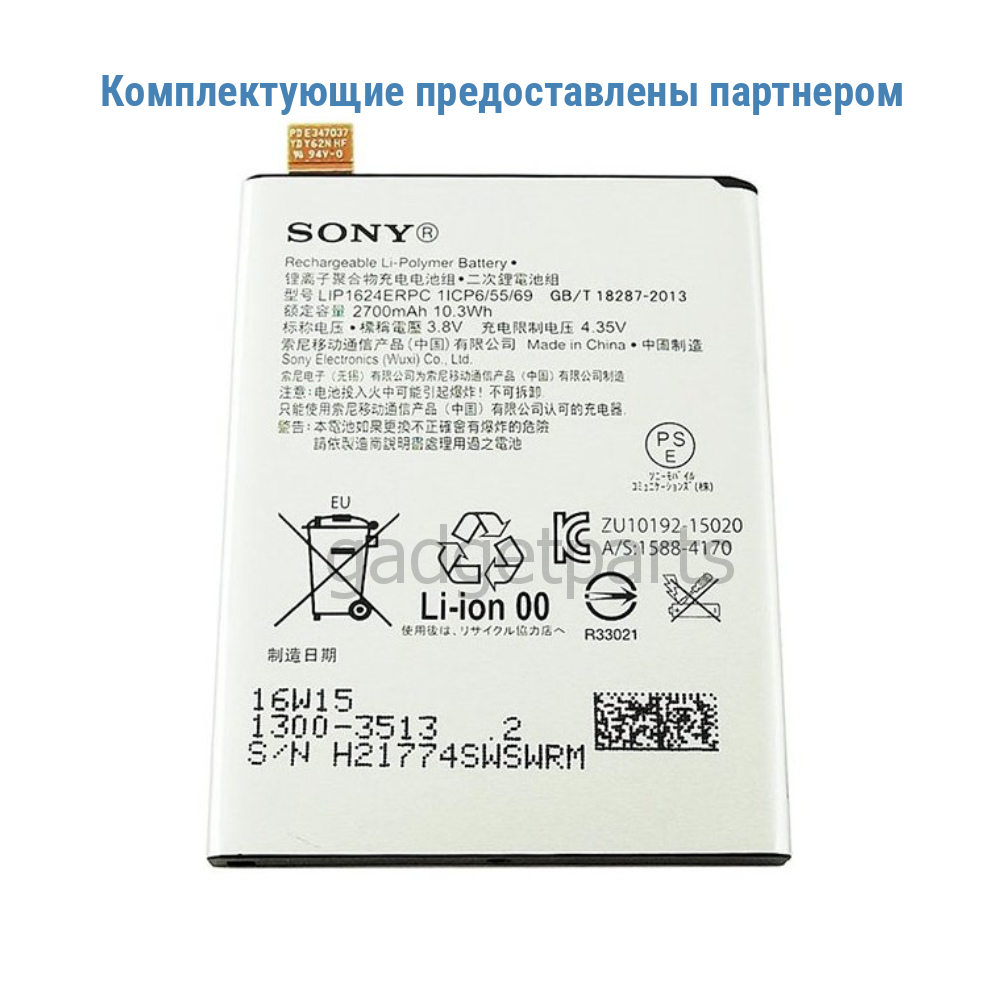 Комплектующие предоставлены партнером
PDE347037
YDY62N HF
94V-0
SONY®
Rechargeable Li-Polymer Battery •
锂离子聚合物充电电池组 • 二次鋰電池組
型号 LIP1624ERPC 1ICP6/55/69 GB/T 18287-2013
额定容量 2700mAh 10.3Wh
标称电压 • 標稱電壓 3.8V 充电限制电压 4.35V
索尼移动通信产品(中国)有限公司 Made in China • 中国制造
Sony Electronics (Wuxi) Co., Ltd.
索尼电子(无锡)有限公司为索尼移动通信产品(中国)有限公司制造
注意:电池投入火中可能引起爆炸!不可拆卸.
只能使用索尼移动通信产品(中国)有限公司认可的充电器.
警告:本電池如果更換不正確會有爆炸的危險
請依製造商說明書處理用過之電池
PS
E
ソニーモバイル
コミュニケーションズ(株)
EU
ZU10192-15020
A/S:1588-4170
gadgetparts
Li-ion 00
使用後は、リサイクル協力店へ
R33021
制造日期
16W15
1300-3513 .2
S/N H21774SWSWRM